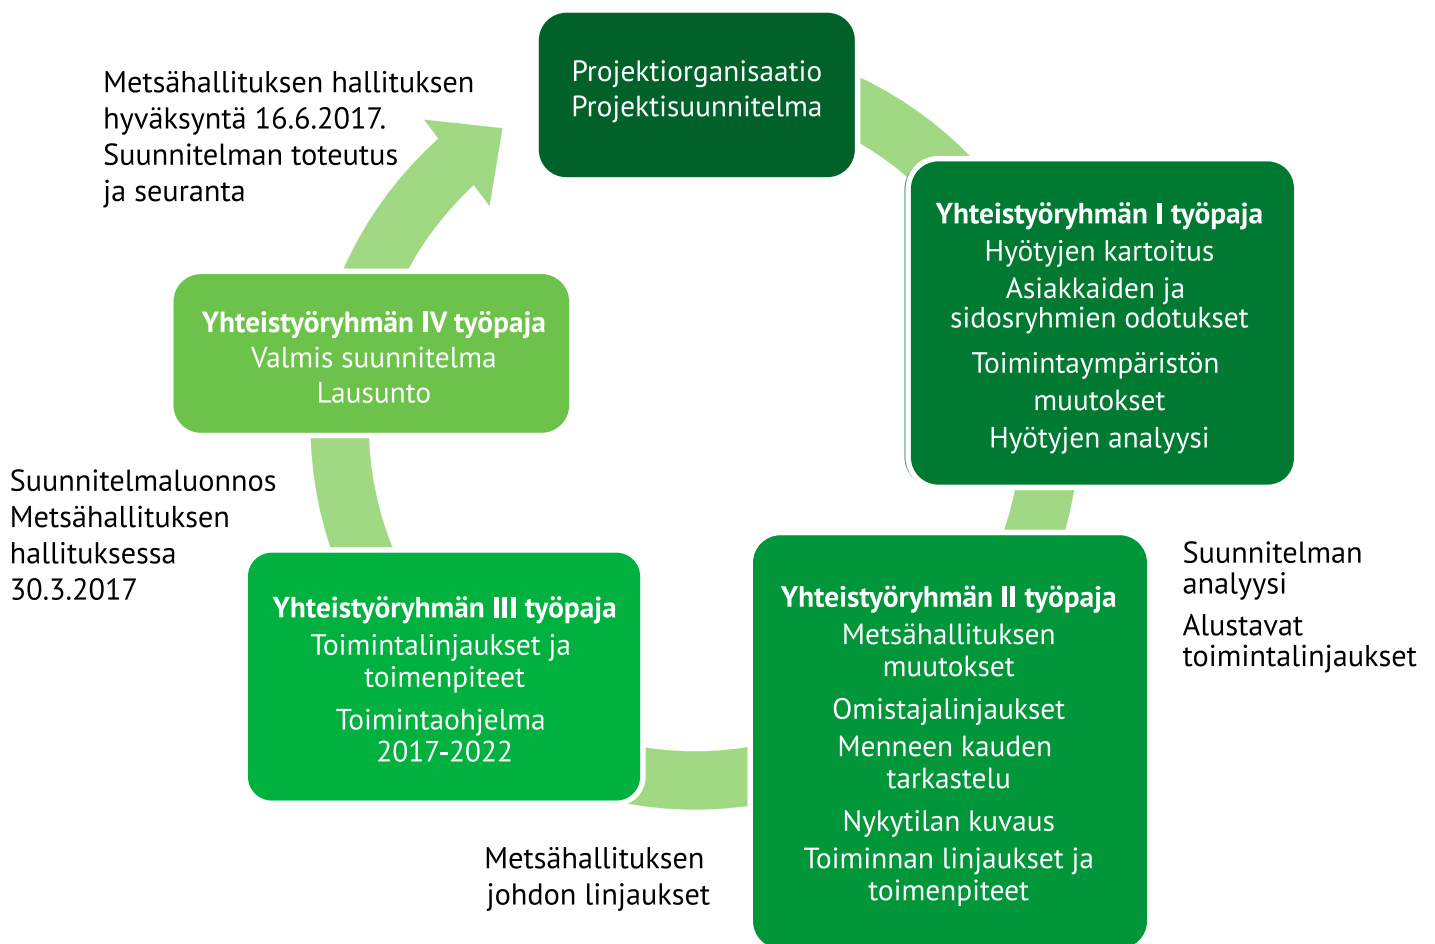 Projektiorganisaatio
Projektisuunnitelma
Yhteistyöryhmän I työpaja
Hyötyjen kartoitus
Asiakkaiden ja
sidosryhmien odotukset
Toimintaympäristön
muutokset
Hyötyjen analyysi
Suunnitelman
analyysi
Alustavat
toimintalinjaukset
Yhteistyöryhmän II työpaja
Metsähallituksen
muutokset
Omistajalinjaukset
Menneen kauden
tarkastelu
Nykytilan kuvaus
Toiminnan linjaukset ja
toimenpiteet
Metsähallituksen
johdon linjaukset
Yhteistyöryhmän III työpaja
Toimintalinjaukset ja
toimenpiteet
Toimintaohjelma
2017-2022
Suunnitelmaluonnos
Metsähallituksen
hallituksessa
30.3.2017
Yhteistyöryhmän IV työpaja
Valmis suunnitelma
Lausunto
Metsähallituksen hallituksen
hyväksyntä 16.6.2017.
Suunnitelman toteutus
ja seuranta